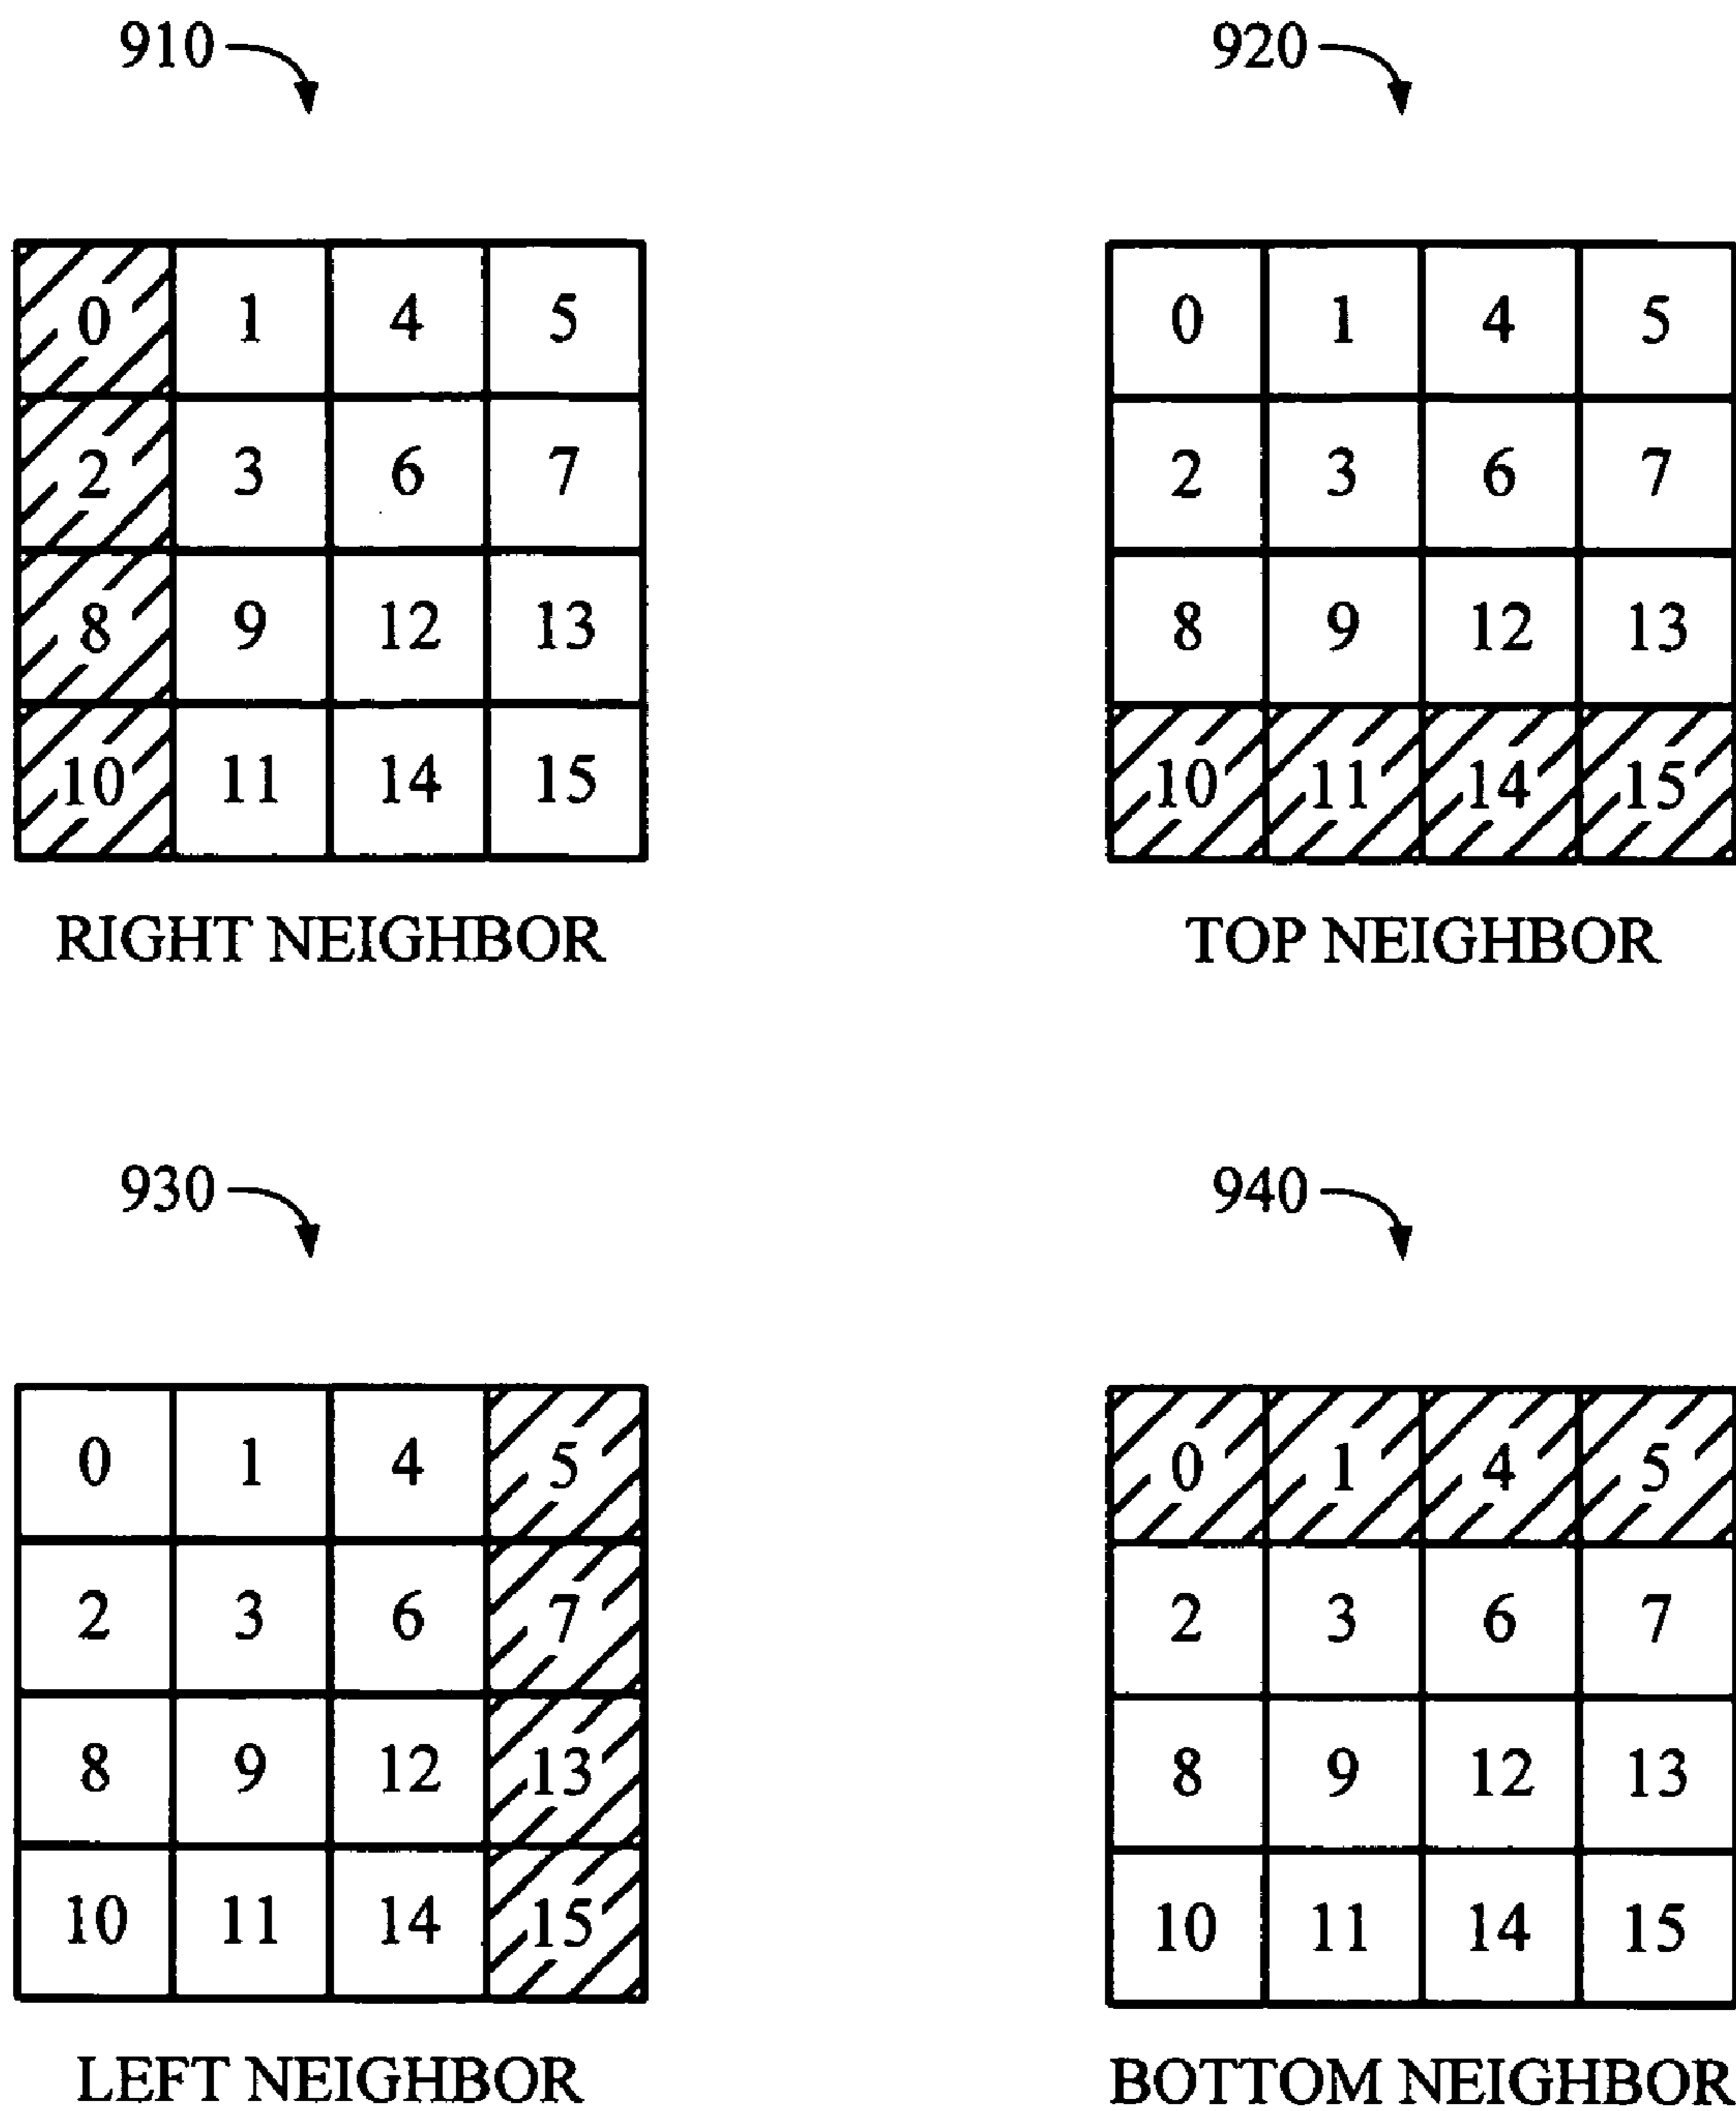 910
920
0 1 4 5
2 3 6 7
8 9 12 13
10 11 14 15
RIGHT NEIGHBOR
0 1 4 5
2 3 6 7
8 9 12 13
10 11 14 15
TOP NEIGHBOR
930
940
0 1 4 5
2 3 6 7
8 9 12 13
10 11 14 15
LEFT NEIGHBOR
0 1 4 5
2 3 6 7
8 9 12 13
10 11 14 15
BOTTOM NEIGHBOR